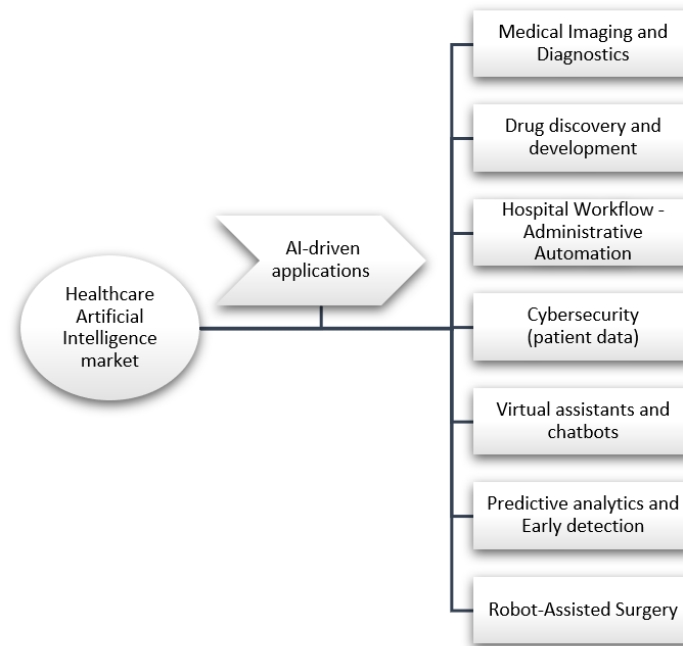 Healthcare
Artificial
Intelligence
market
AI-driven
applications
Medical Imaging and
Diagnostics
Drug discovery and
development
Hospital Workflow -
Administrative
Automation
Cybersecurity
(patient data)
Virtual assistants and
chatbots
Predictive analytics and
Early detection
Robot-Assisted Surgery